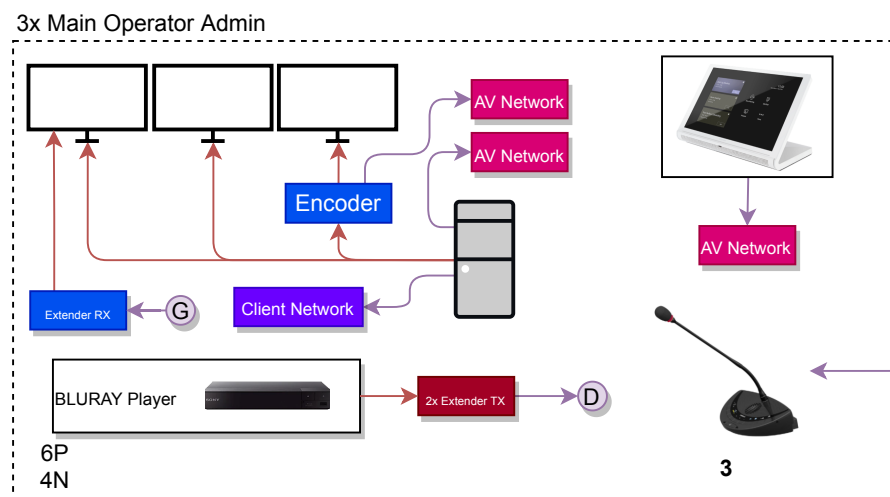 3x Main Operator Admin
AV Network
AV Network
Encoder
AV Network
Extender RX
G
Client Network
BLURAY Player
2x Extender TX
D
6P
4N
3